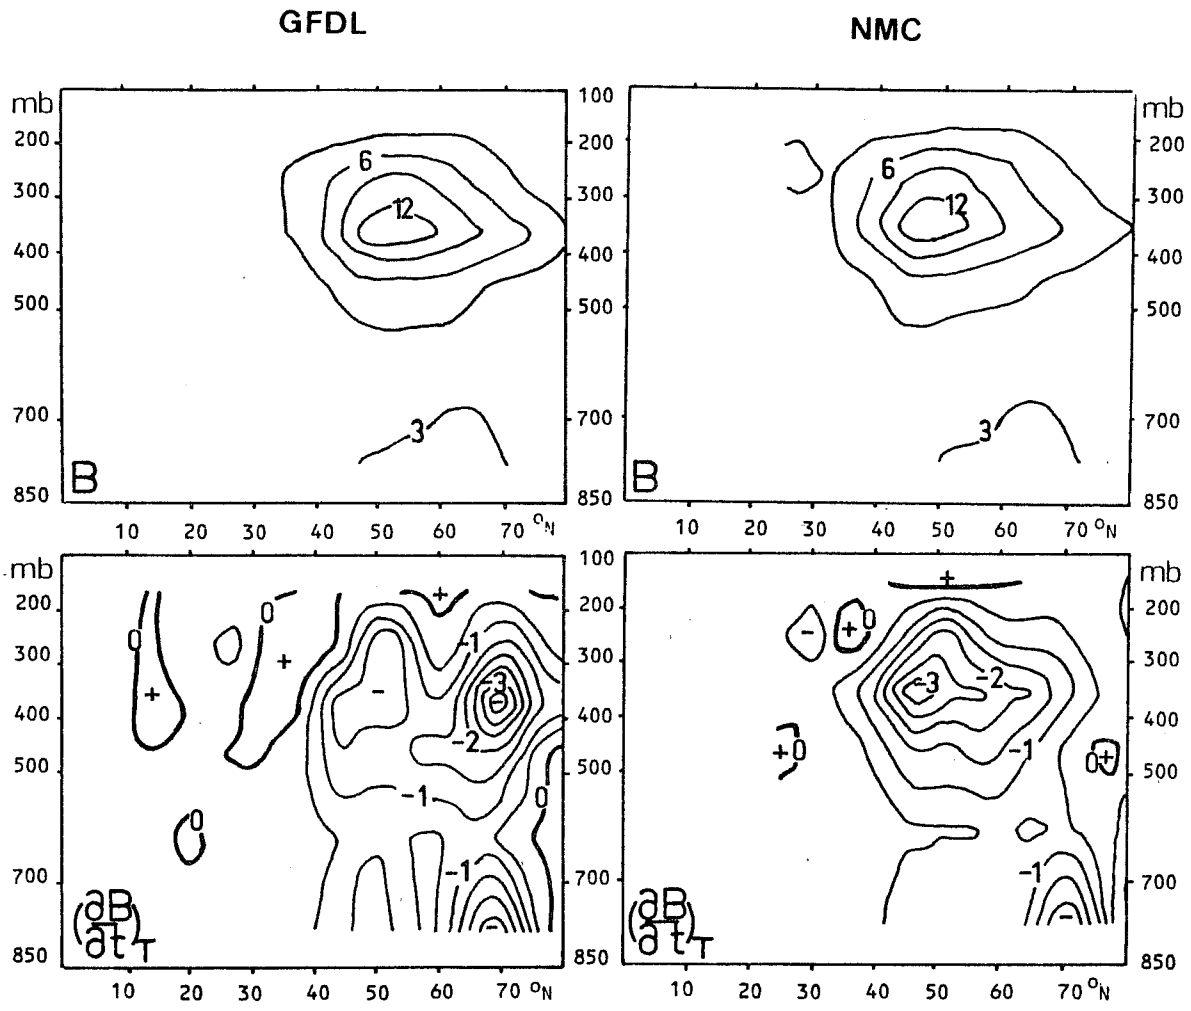 GFDL NMC
mb 100 mb
200 6 200 6 200
300 12 300 12 300
400 400 400
500 500 500
700 3 700 3 700
B B
850 850 850
10 20 30 40 50 60 70 °N 10 20 30 40 50 60 70 °N
mb 100 + mb
200 + 0 200 0 200
0 -1 - +
300 + 300 -3 -2 300
+ - -3 -
400 400 400
-2 + 0 -1 0 +
500 500 500
-1 0
0
700 -1 700 -1 700
- -
(∂B/∂t)T (∂B/∂t)T
850 850 850
10 20 30 40 50 60 70 °N 10 20 30 40 50 60 70 °N